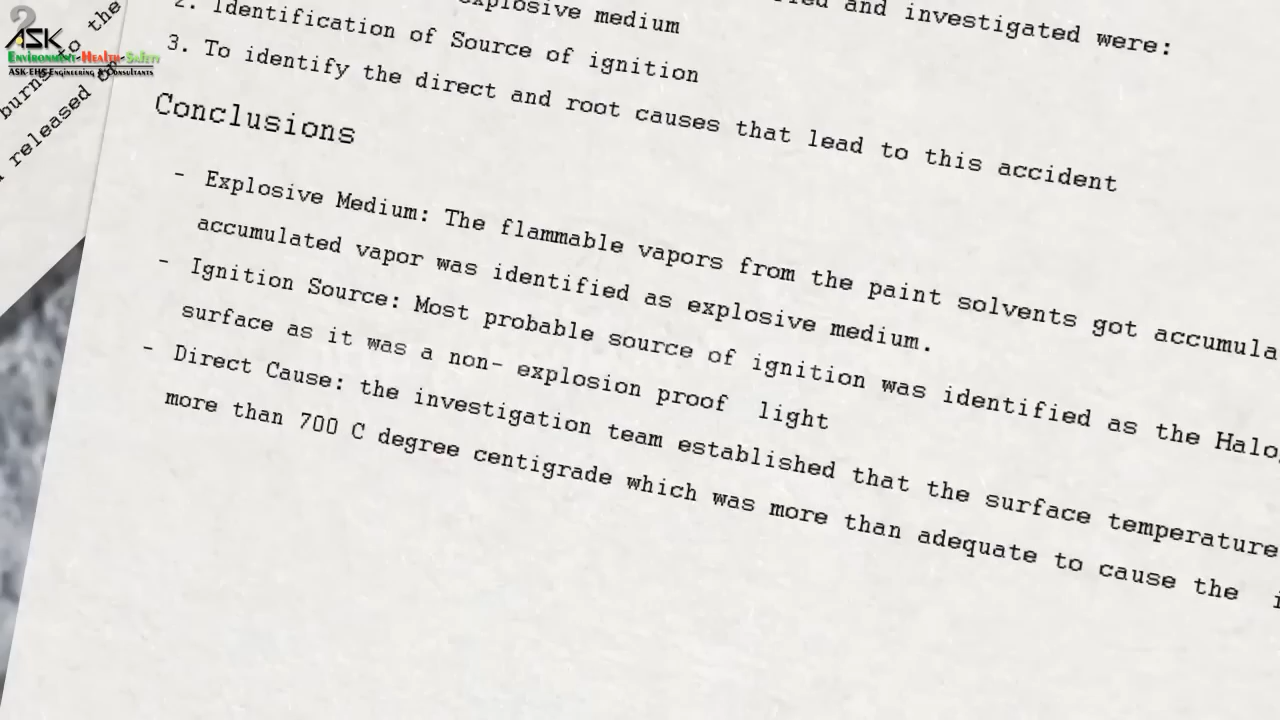 ASK
Environment-Health-Safety
ASK-EHS Engineering & Consultants
to the
burns
released
and investigated were:
explosive medium
2. Identification of Source of ignition
3. To identify the direct and root causes that lead to this accident
Conclusions
- Explosive Medium: The flammable vapors from the paint solvents got accumula
accumulated vapor was identified as explosive medium.
- Ignition Source: Most probable source of ignition was identified as the Halo
surface as it was a non- explosion proof light
- Direct Cause: the investigation team established that the surface temperature
more than 700 C degree centigrade which was more than adequate to cause the